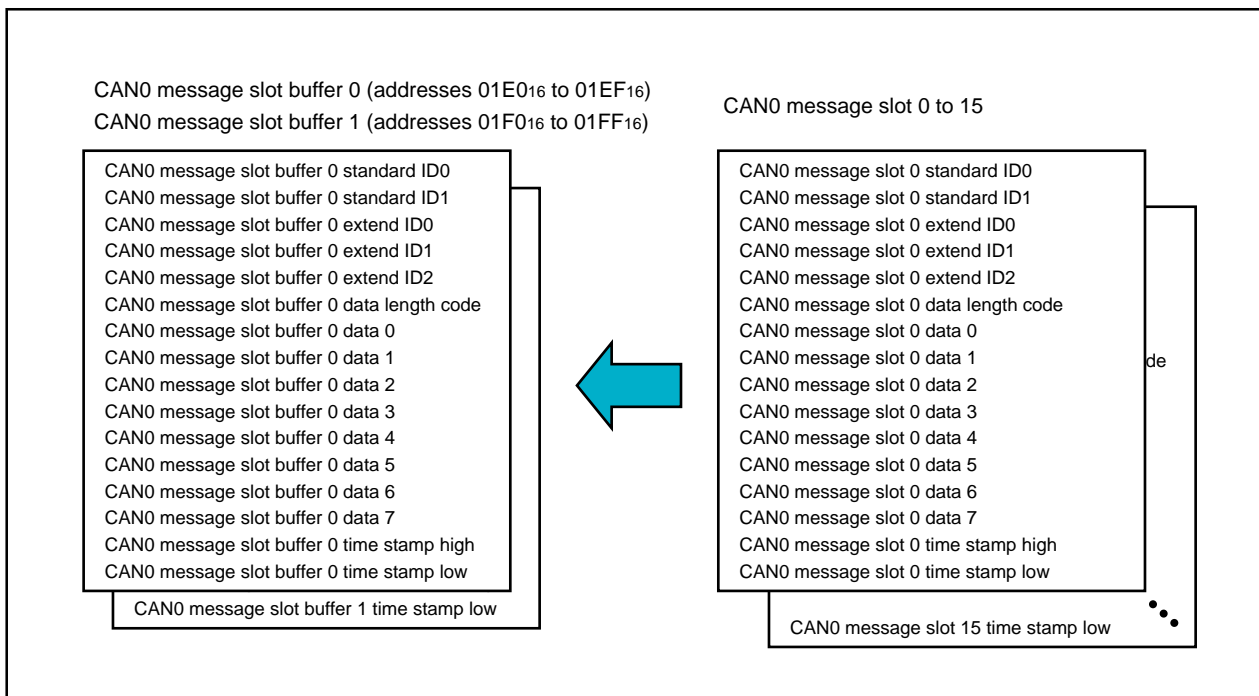 CAN0 message slot buffer 0 (addresses 01E016 to 01EF16)
CAN0 message slot buffer 1 (addresses 01F016 to 01FF16)
CAN0 message slot buffer 0 standard ID0
CAN0 message slot buffer 0 standard ID1
CAN0 message slot buffer 0 extend ID0
CAN0 message slot buffer 0 extend ID1
CAN0 message slot buffer 0 extend ID2
CAN0 message slot buffer 0 data length code
CAN0 message slot buffer 0 data 0
CAN0 message slot buffer 0 data 1
CAN0 message slot buffer 0 data 2
CAN0 message slot buffer 0 data 3
CAN0 message slot buffer 0 data 4
CAN0 message slot buffer 0 data 5
CAN0 message slot buffer 0 data 6
CAN0 message slot buffer 0 data 7
CAN0 message slot buffer 0 time stamp high
CAN0 message slot buffer 0 time stamp low
CAN0 message slot buffer 1 time stamp low
CAN0 message slot 0 to 15
CAN0 message slot 0 standard ID0
CAN0 message slot 0 standard ID1
CAN0 message slot 0 extend ID0
CAN0 message slot 0 extend ID1
CAN0 message slot 0 extend ID2
CAN0 message slot 0 data length code
CAN0 message slot 0 data 0
CAN0 message slot 0 data 1
de
CAN0 message slot 0 data 2
CAN0 message slot 0 data 3
CAN0 message slot 0 data 4
CAN0 message slot 0 data 5
CAN0 message slot 0 data 6
CAN0 message slot 0 data 7
CAN0 message slot 0 time stamp high
CAN0 message slot 0 time stamp low
CAN0 message slot 15 time stamp low